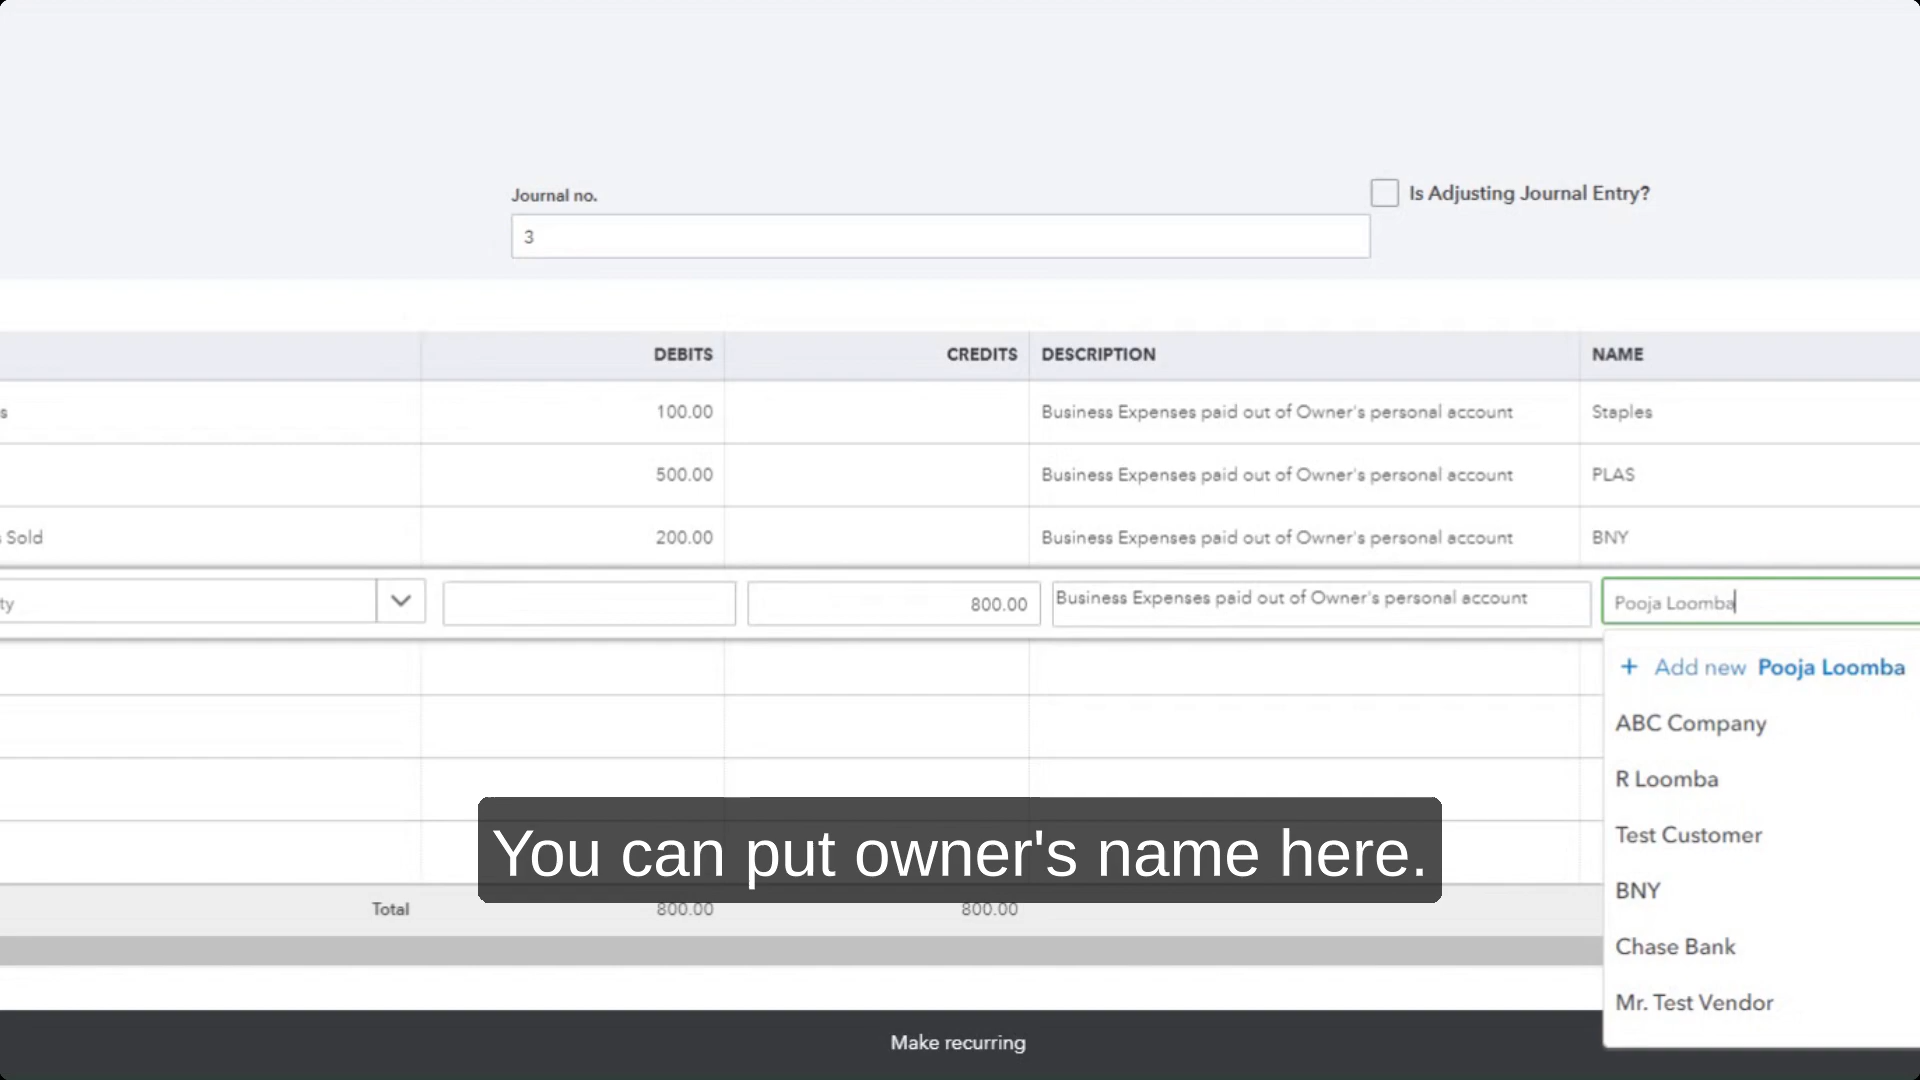 Is Adjusting Journal Entry?
Journal no.
3
DEBITS CREDITS DESCRIPTION NAME
s 100.00 Business Expenses paid out of Owner's personal account Staples
500.00 Business Expenses paid out of Owner's personal account PLAS
Sold 200.00 Business Expenses paid out of Owner's personal account BNY
ty 800.00 Business Expenses paid out of Owner's personal account Pooja Loomba
+ Add new Pooja Loomba
ABC Company
R Loomba
Test Customer
You can put owner's name here.
BNY
Total 800.00 800.00
Chase Bank
Mr. Test Vendor
Make recurring